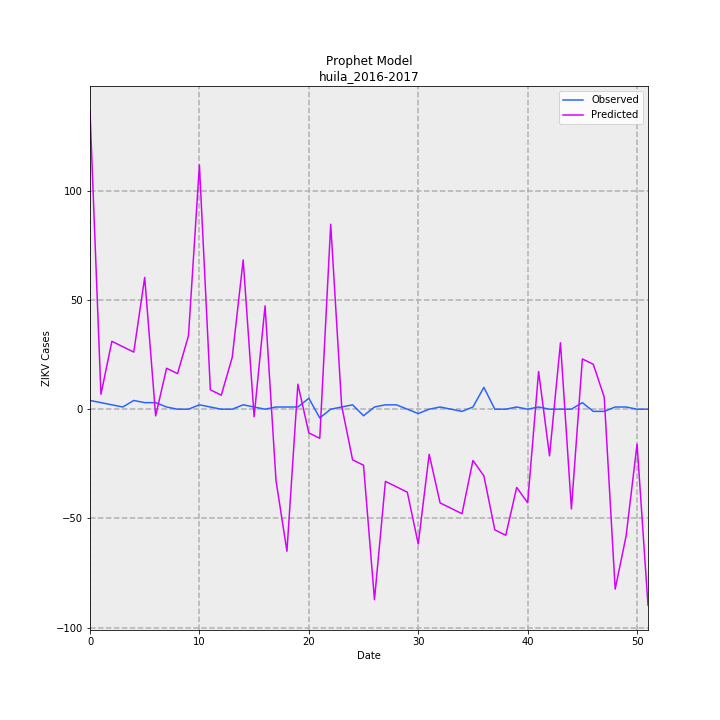 Prophet Model
huila_2016-2017
Observed
Predicted
ZIKV Cases
100
50
0
−50
−100
0
10
20
30
40
50
Date